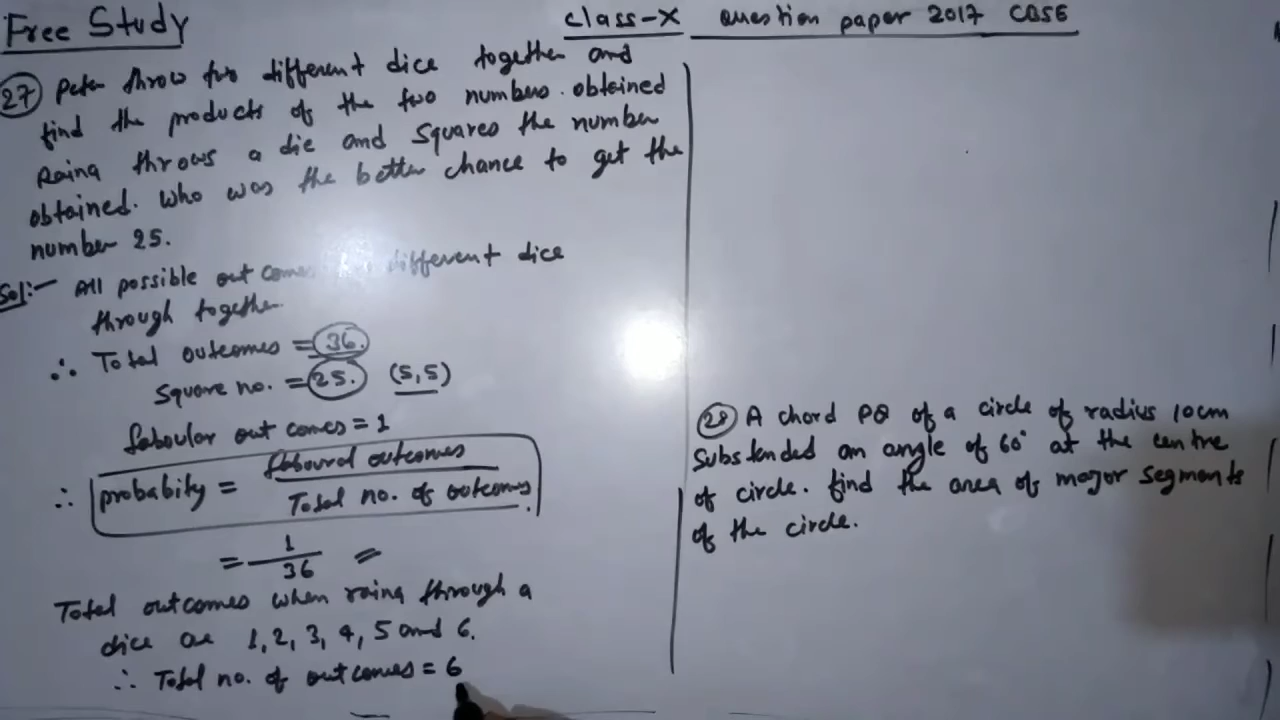 Free Study
class-X question paper 2017 CBSE
27 Peter throw two different dice together and
find the products of the two numbers. obtained
Raina throws a die and squares the number
obtained. Who was the better chance to get the
number 25.
Sol:- All possible out comes different dice
through together.
∴ Total outcomes = 36.
Square no. = 25. (5,5)
out comes = 1
∴ probabity = outcomes
Total no. of outcomes.
= 1
36
Total outcomes when raina through a
dice are 1, 2, 3, 4, 5 and 6.
∴ Total no. of outcomes = 6
28 A chord PQ of a circle of radius 10cm
Substended an angle of 60° at the centre
of circle. find the area of major segments
of the circle.